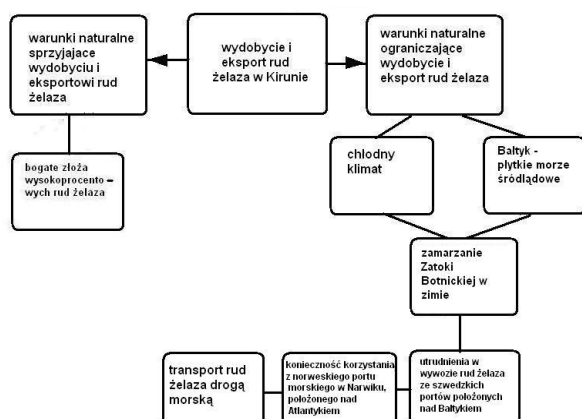 warunki naturalne
sprzyjajace
wydobyciu i
eksportowi rud
żelaza
wydobycie i
eksport rud
żelaza w Kirunie
warunki naturalne
ograniczające
wydobycie i
eksport rud żelaza
bogate złoża
wysokoprocento –
wych rud żelaza
chłodny
klimat
Bałtyk -
płytkie morze
śródlądowe
zamarzanie
Zatoki
Botnickiej w
zimie
transport rud
żelaza drogą
morską
konieczność korzystania
z norweskiego portu
morskiego w Narwiku,
położonego nad
Atlantykiem
utrudnienia w
wywozie rud żelaza
ze szwedzkich
portów położonych
nad Bałtykiem